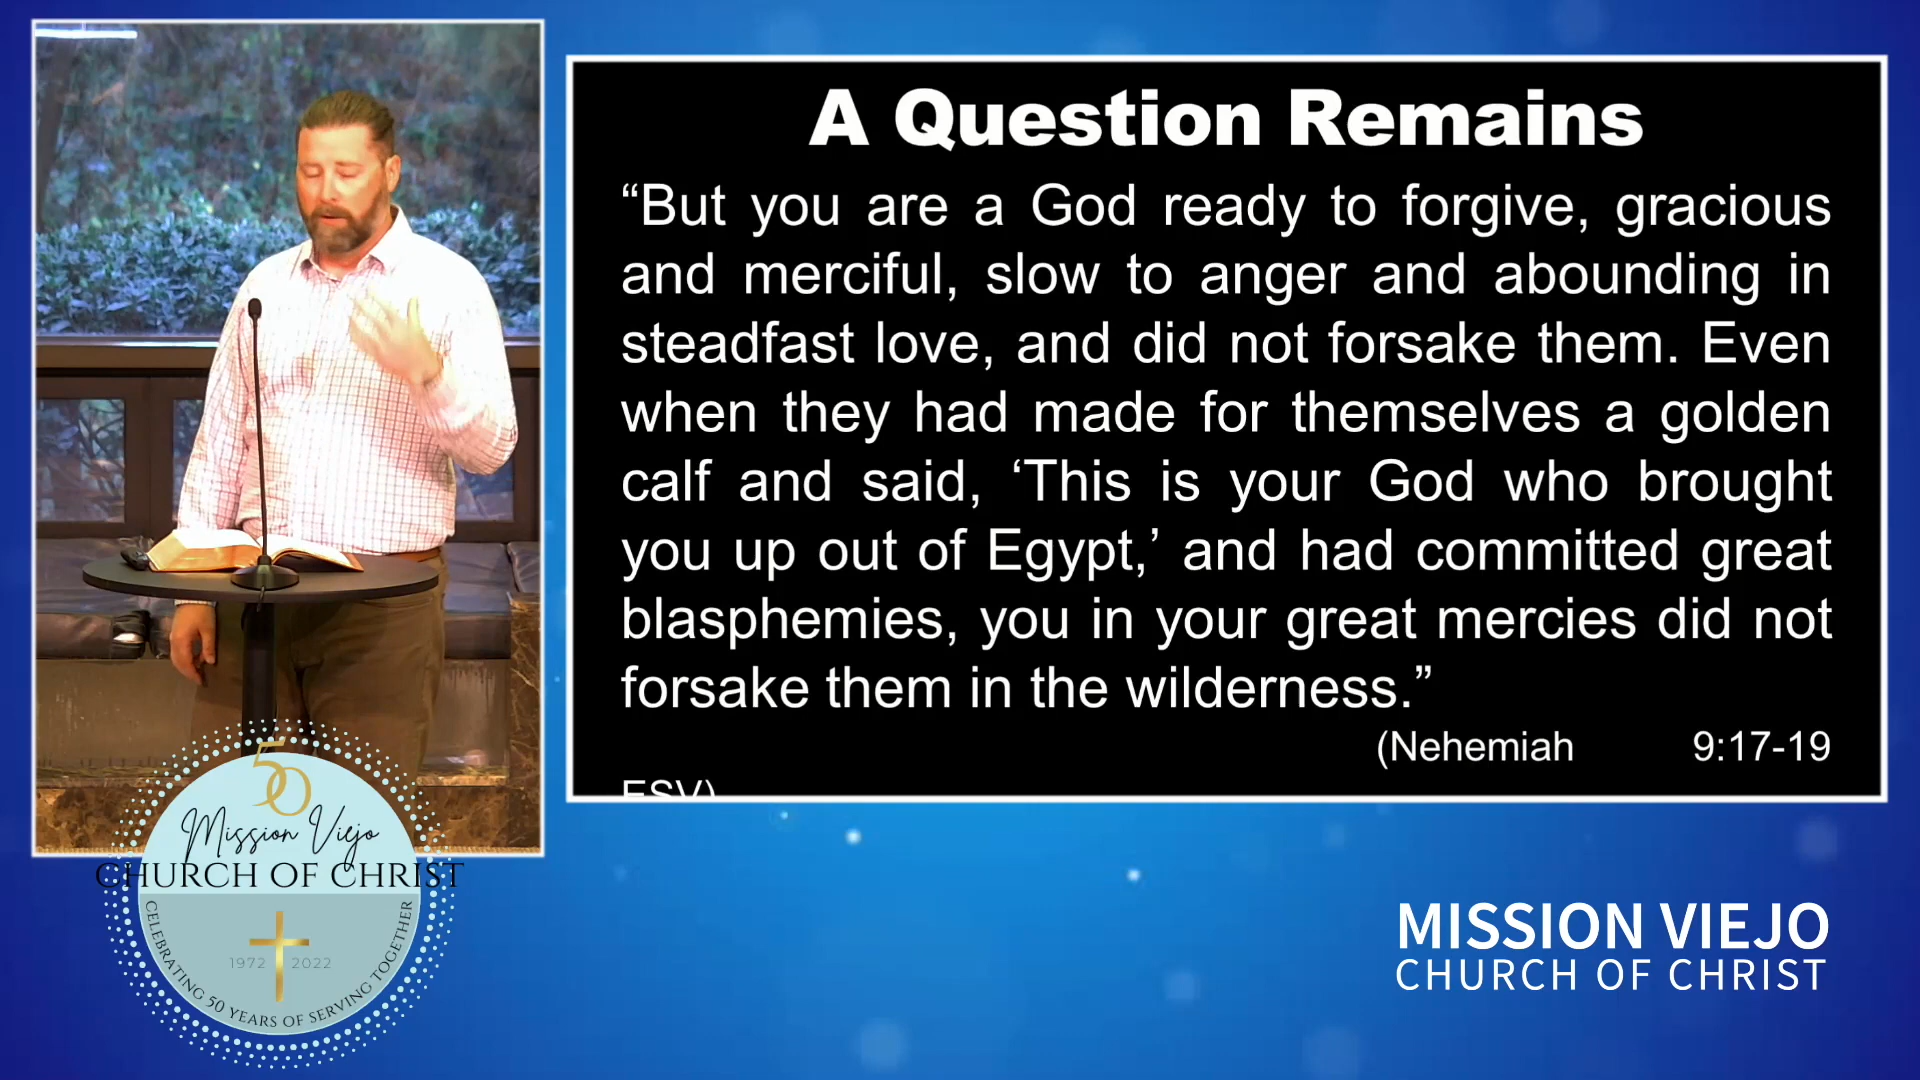 A Question Remains
“But you are a God ready to forgive, gracious
and merciful, slow to anger and abounding in
steadfast love, and did not forsake them. Even
when they had made for themselves a golden
calf and said, ‘This is your God who brought
you up out of Egypt,’ and had committed great
blasphemies, you in your great mercies did not
forsake them in the wilderness.”
(Nehemiah 9:17-19
ESV)
50
Mission Viejo
CHURCH OF CHRIST
1972 2022
CELEBRATING 50 YEARS OF SERVING TOGETHER
MISSION VIEJO
CHURCH OF CHRIST